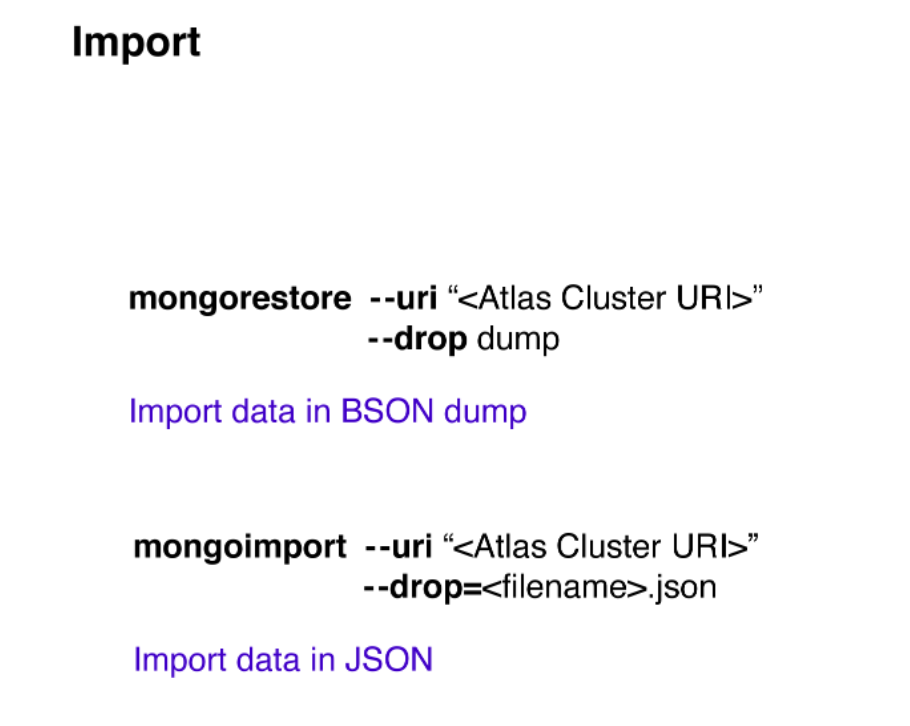 Import
mongorestore --uri “<Atlas Cluster URI>”
--drop dump
Import data in BSON dump
mongoimport --uri “<Atlas Cluster URI>”
--drop=<filename>.json
Import data in JSON